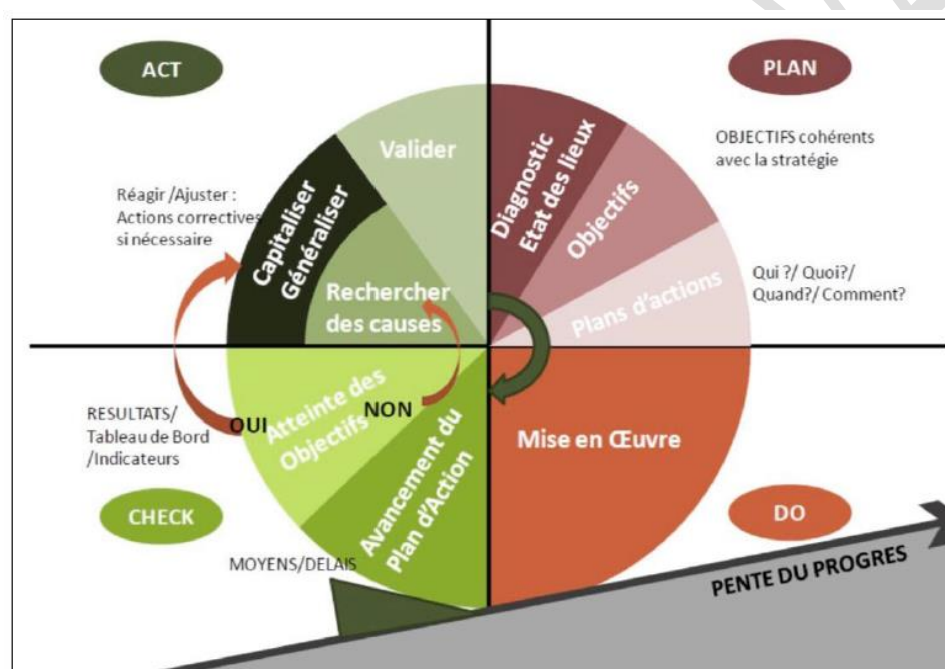 ACT
Valider
Réagir /Ajuster :
Actions correctives
si nécessaire
Capitaliser
Généraliser
Rechercher
des causes
PLAN
OBJECTIFS cohérents
avec la stratégie
Diagnostic
Etat des lieux
Objectifs
Plans d'actions
Qui ?/ Quoi?/
Quand?/ Comment?
RESULTATS/
Tableau de Bord
/Indicateurs
OUI
NON
Atteinte des
Objectifs
Avancement du
Plan d'Action
CHECK
MOYENS/DELAIS
Mise en Œuvre
DO
PENTE DU PROGRES